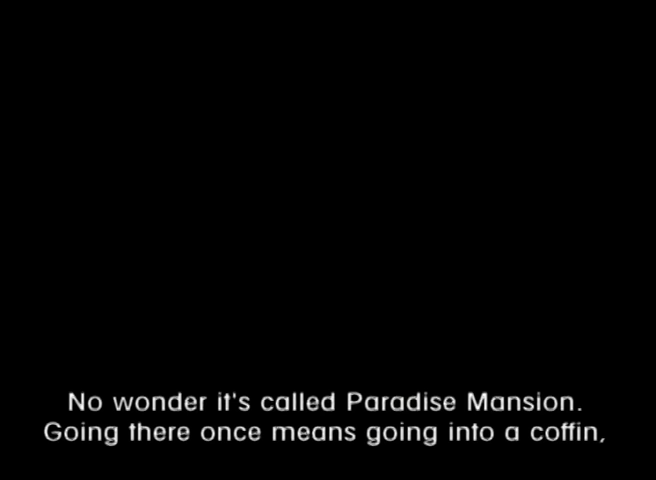 No wonder it's called Paradise Mansion.
Going there once means going into a coffin,